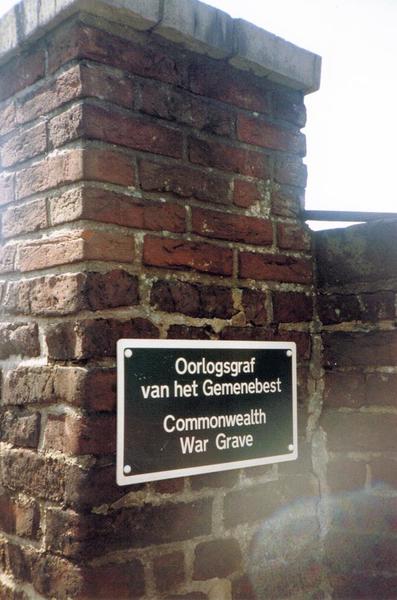 Oorlogsgraf
van het Gemenebest
Commonwealth
War Grave